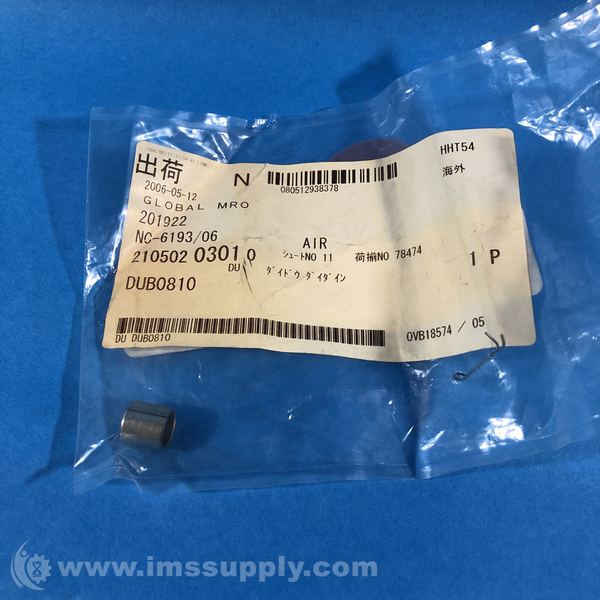 出荷 N 080512938378 HHT54
2006-05-12 海外
GLOBAL MRO
201922
NC-6193/06 AIR
210502 0301 0 シュートNO 11 荷揃NO 78474 1 P
DU ダイドウ ダイダイン
DUB0810
DU DUB0810 OVB18574 / 05
www.imssupply.com